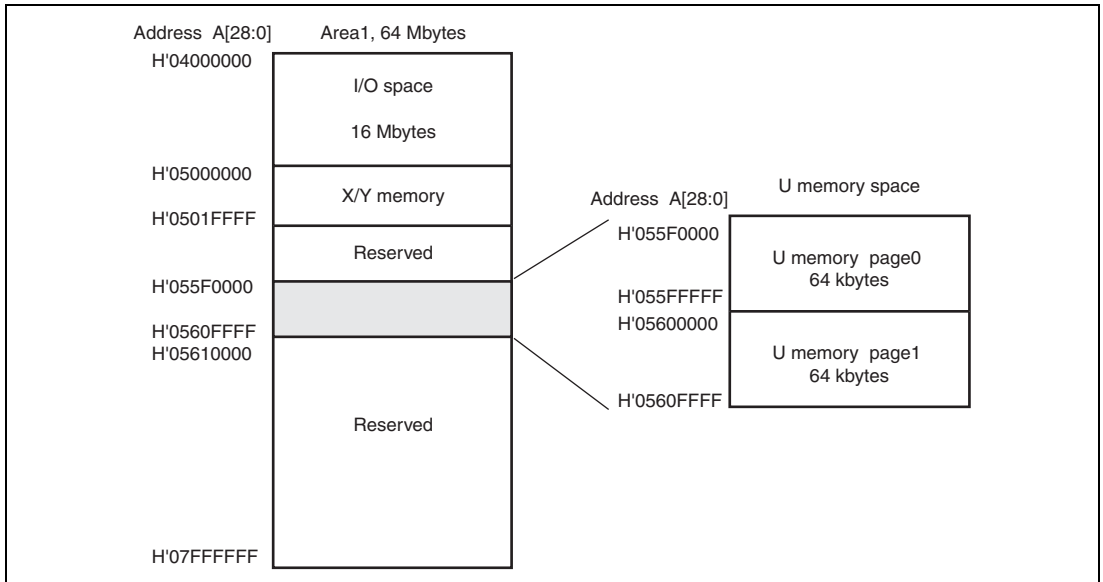 Address A[28:0]
Area1, 64 Mbytes
H'04000000
I/O space
16 Mbytes
H'05000000
X/Y memory
H'0501FFFF
Reserved
H'055F0000
H'0560FFFF
H'05610000
Reserved
H'07FFFFFF
Address A[28:0]
U memory space
H'055F0000
U memory page0
64 kbytes
H'055FFFFF
H'05600000
U memory page1
64 kbytes
H'0560FFFF